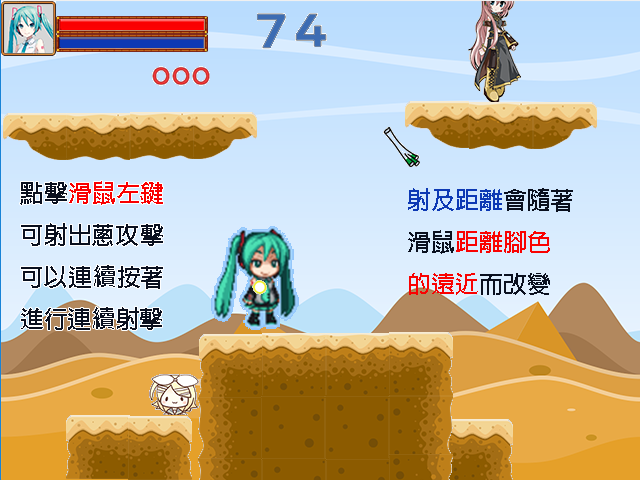 74
000
點擊滑鼠左鍵
可射出蔥攻擊
可以連續按著
進行連續射擊
射及距離會隨著
滑鼠距離腳色
的遠近而改變